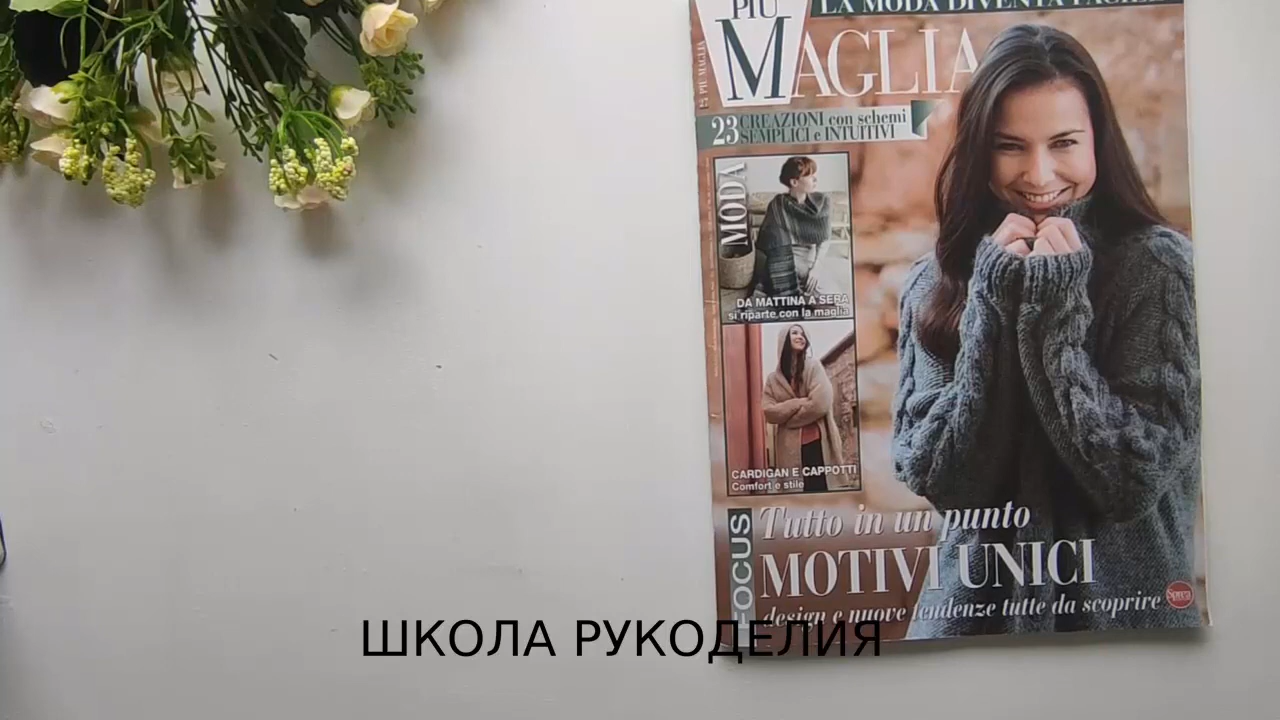 LA MODA DIVENTA FACILE
PIÙ
MAGLIA
23 CREAZIONI con schemi
SEMPLICI e INTUITIVI
MODA
DA MATTINA A SERA
si riparte con la maglia
CARDIGAN E CAPPOTTI
Comfort e stile
FOCUS
Tutto in un punto
MOTIVI UNICI
design e nuove tendenze tutte da scoprire
Sprea
ШКОЛА РУКОДЕЛИЯ